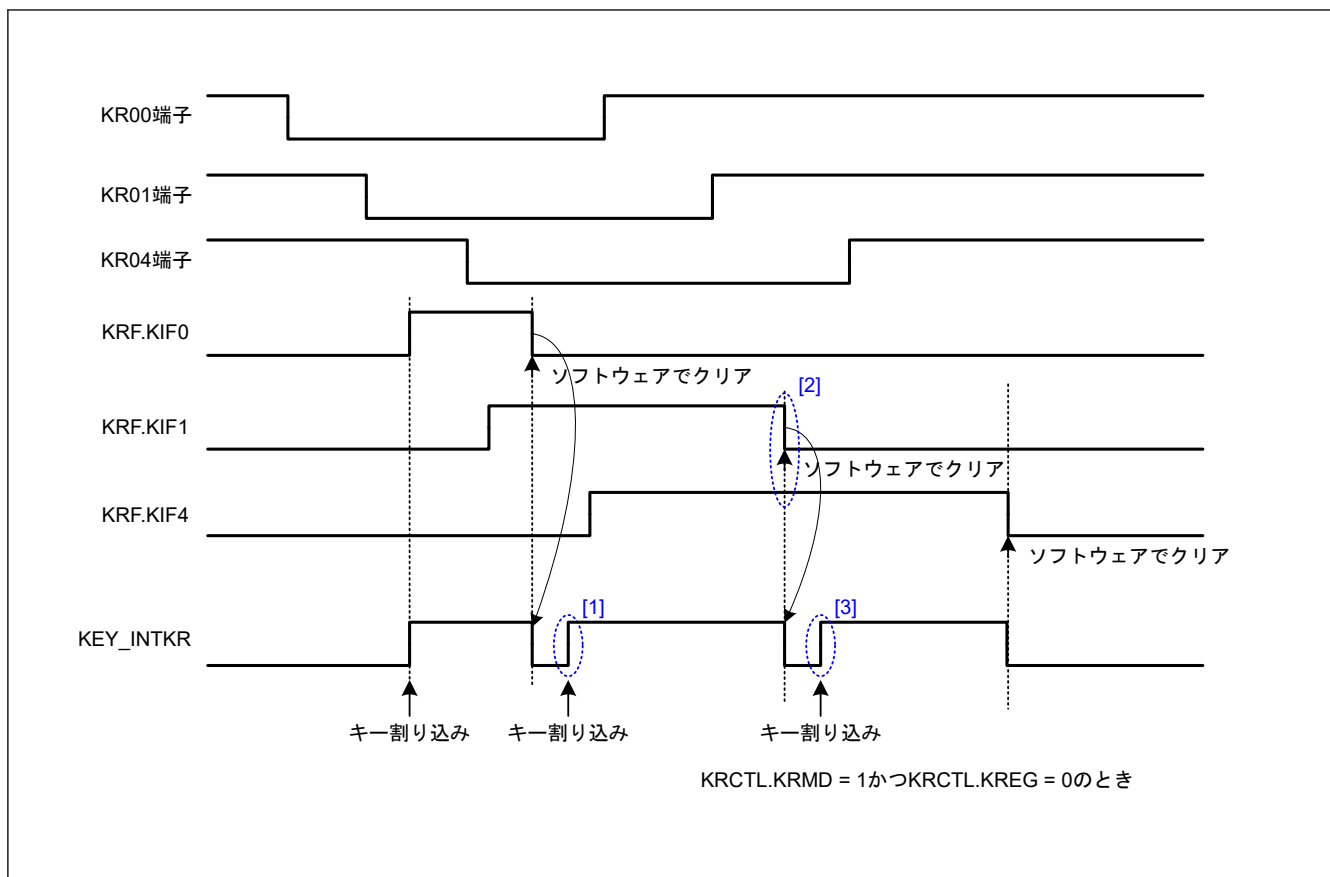 KR00端子
KR01端子
KR04端子
KRF.KIF0
ソフトウェアでクリア
[2]
KRF.KIF1
ソフトウェアでクリア
KRF.KIF4
ソフトウェアでクリア
[1]
[3]
KEY_INTKR
キー割り込み キー割り込み キー割り込み
KRCTL.KRMD = 1かつKRCTL.KREG = 0のとき